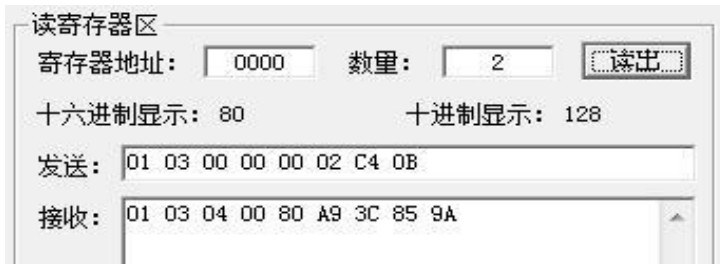 读寄存器区
寄存器地址： 0000 数量： 2 读出
十六进制显示：80 十进制显示：128
发送： 01 03 00 00 00 02 C4 0B
接收： 01 03 04 00 80 A9 3C 85 9A